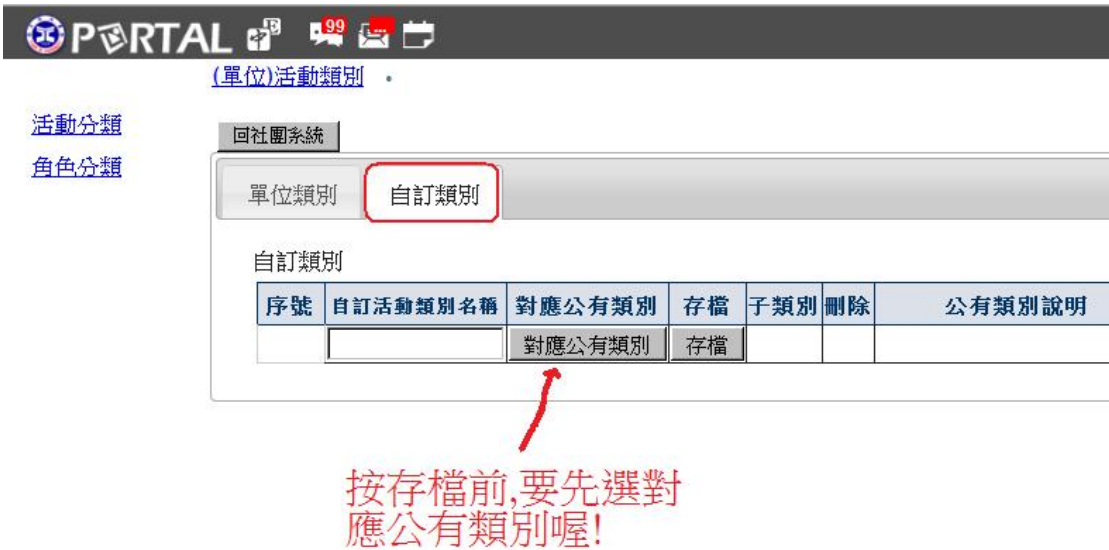 PORTAL E 99
(單位)活動類別
活動分類
回社團系統
角色分類
單位類別 自訂類別
自訂類別
序號 自訂活動類別名稱 對應公有類別 存檔 子類別 刪除 公有類別說明
對應公有類別 存檔
按存檔前,要先選對
應公有類別喔!